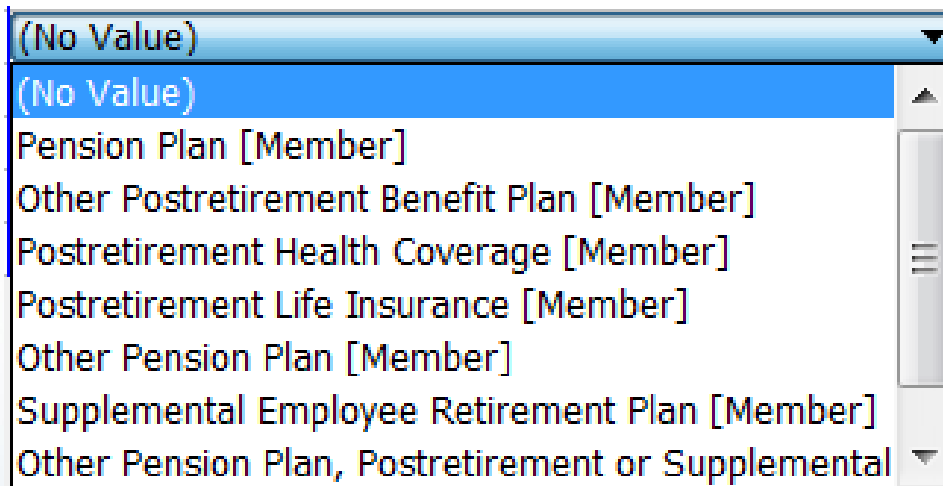 (No Value)
(No Value)
Pension Plan [Member]
Other Postretirement Benefit Plan [Member]
Postretirement Health Coverage [Member]
Postretirement Life Insurance [Member]
Other Pension Plan [Member]
Supplemental Employee Retirement Plan [Member]
Other Pension Plan, Postretirement or Supplemental